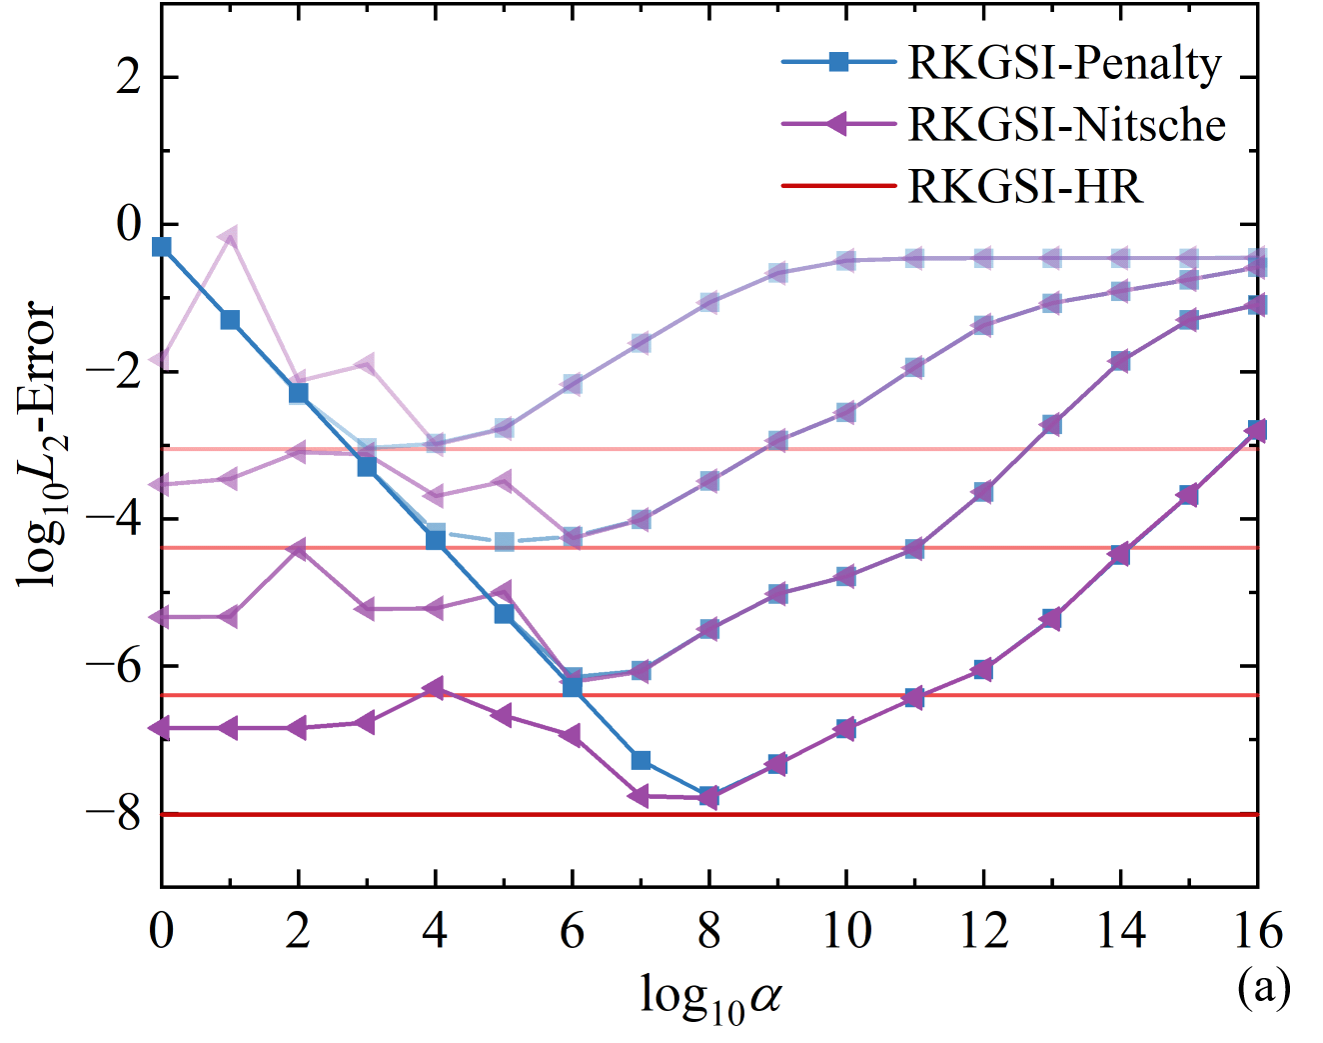 RKGSI-Penalty
RKGSI-Nitsche
RKGSI-HR
2
0
−2
−4
−6
−8
log₁₀L₂-Error
0 2 4 6 8 10 12 14 16
log₁₀α
(a)